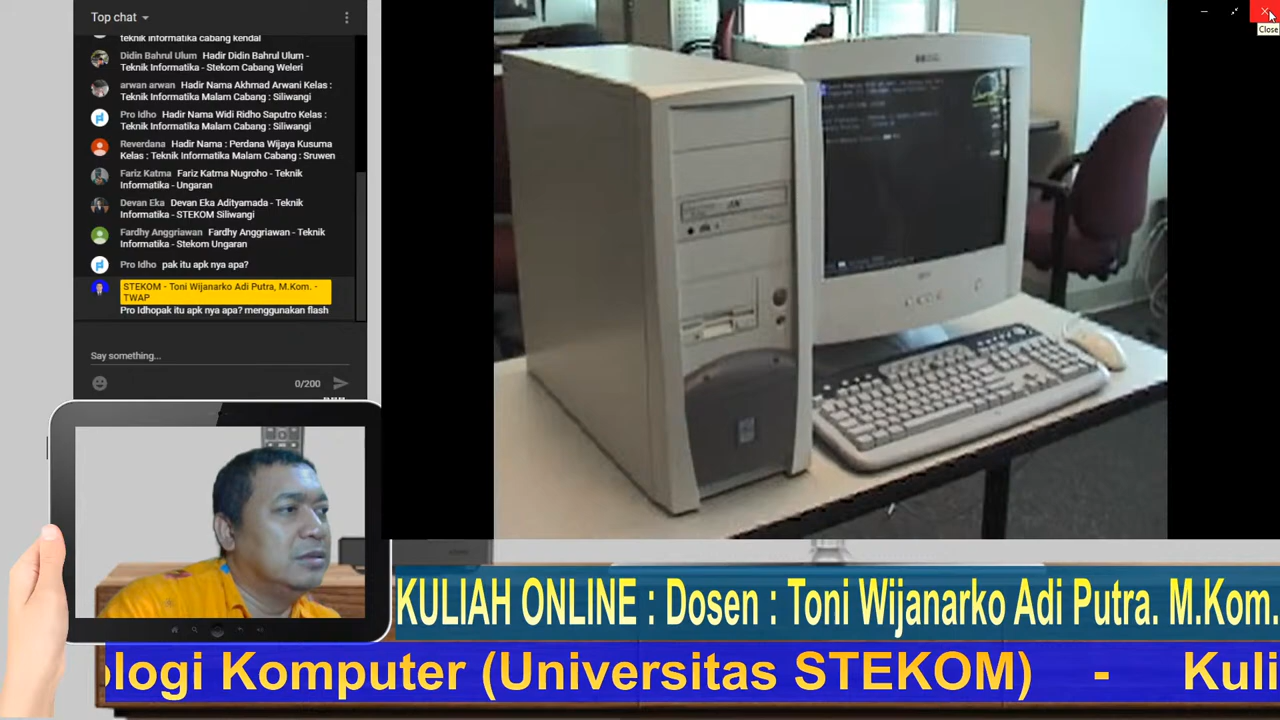 Top chat
teknik informatika cabang kendal
Didin Bahrul Ulum Hadir Didin Bahrul Ulum -
Teknik Informatika - Stekom Cabang Weleri
arwan arwan Hadir Nama Akhmad Arwani Kelas :
Teknik Informatika Malam Cabang : Siliwangi
Pro Idho Hadir Nama Widi Ridho Saputro Kelas :
Teknik Informatika Malam Cabang : Siliwangi
Reverdana Hadir Nama : Perdana Wijaya Kusuma
Kelas : Teknik Informatika Malam Cabang : Sruwen
Fariz Katma Fariz Katma Nugroho - Teknik
Informatika - Ungaran
Devan Eka Devan Eka Adityamada - Teknik
Informatika - STEKOM Siliwangi
Fardhy Anggriawan Fardhy Anggriawan - Teknik
Informatika - Stekom Ungaran
Pro Idho pak itu apk nya apa?
STEKOM - Toni Wijanarko Adi Putra, M.Kom. -
TWAP
Pro Idhopak itu apk nya apa? menggunakan flash
Say something...
0/200
Close
KULIAH ONLINE : Dosen : Toni Wijanarko Adi Putra. M.Kom.
ologi Komputer (Universitas STEKOM) - Kuli